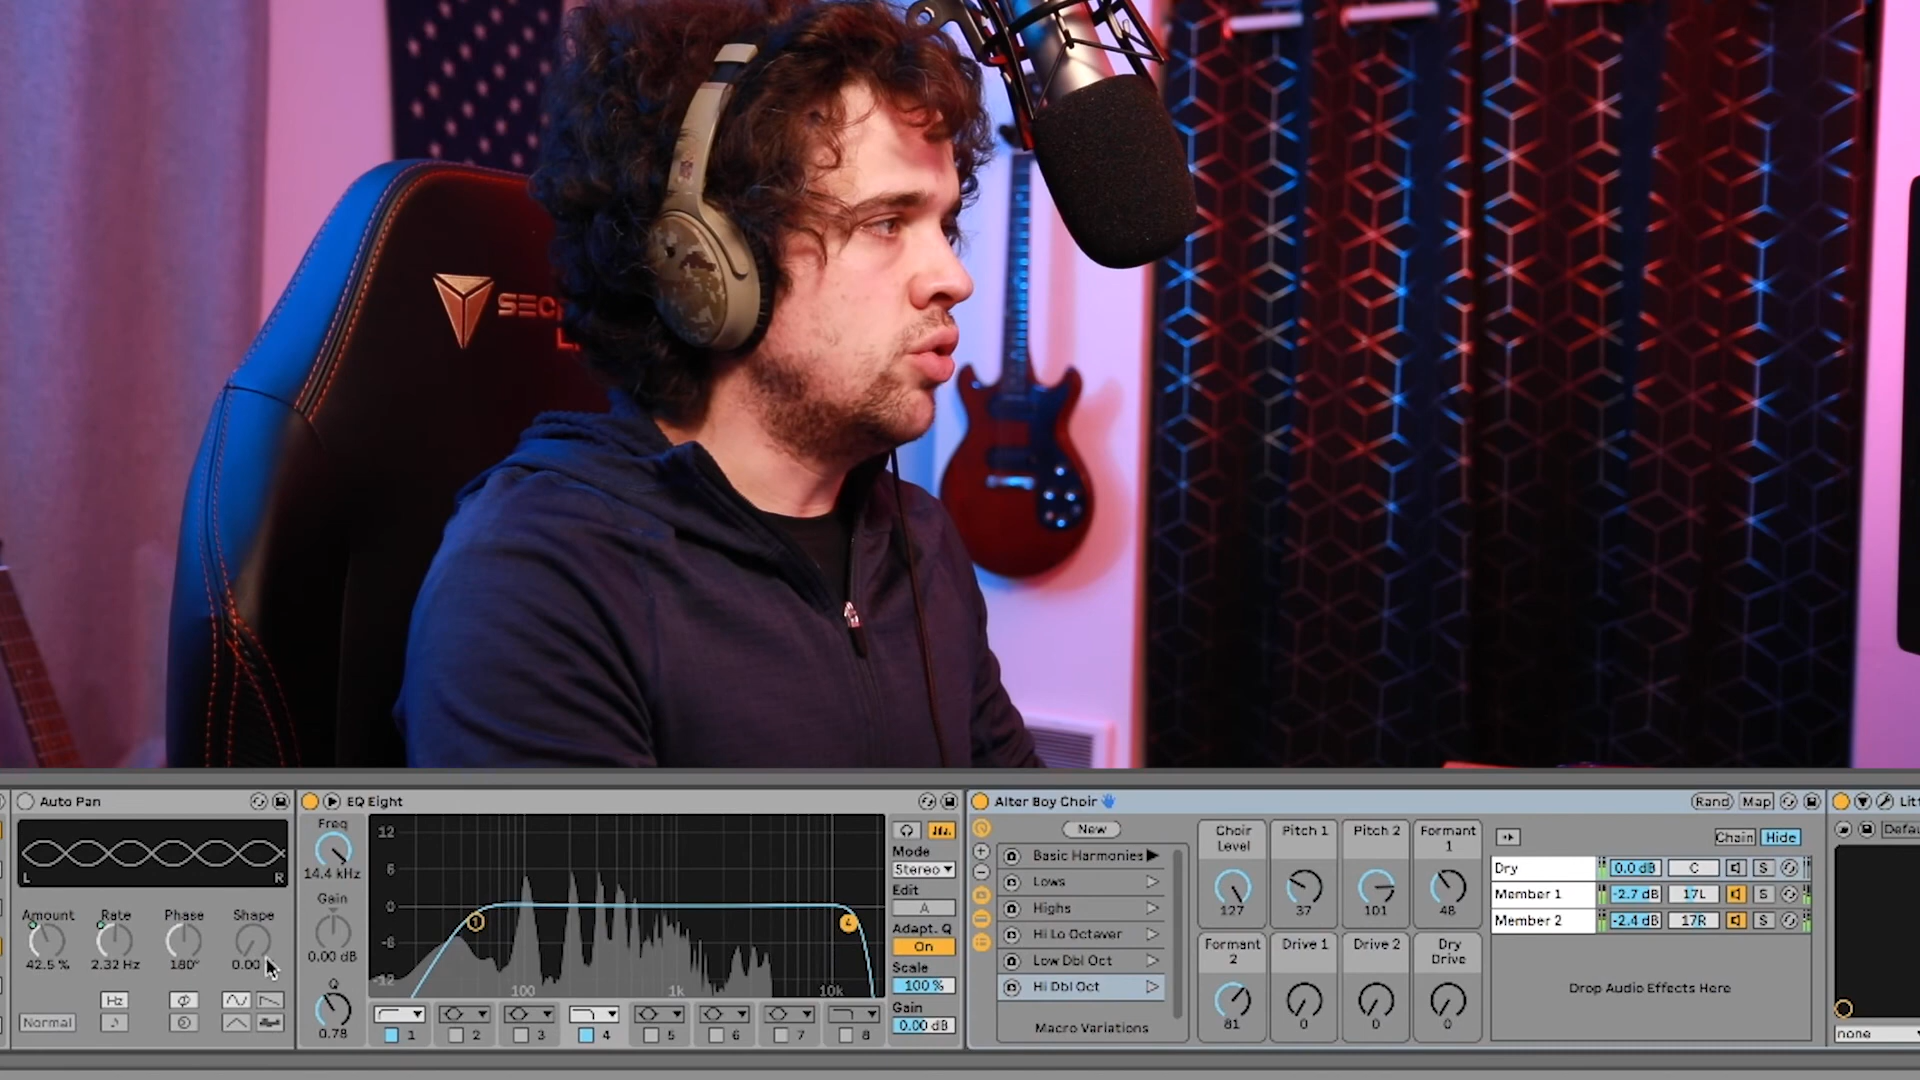 SEC
Auto Pan
L
R
Amount
Rate
Phase
Shape
42.5 %
2.32 Hz
180°
0.00
Hz
Normal
EQ Eight
Freq
14.4 kHz
Gain
0.00 dB
Q
0.78
12
6
0
-6
-12
100
1k
10k
1
4
1
2
3
4
5
6
7
8
Mode
Stereo
Edit
A
Adapt. Q
On
Scale
100 %
Gain
0.00 dB
Alter Boy Choir
Rand
Map
New
Basic Harmonies
Lows
Highs
Hi Lo Octaver
Low Dbl Oct
Hi Dbl Oct
Macro Variations
Choir Level
Pitch 1
Pitch 2
Formant 1
127
37
101
48
Formant 2
Drive 1
Drive 2
Dry Drive
81
0
0
0
Chain
Hide
Dry
0.0 dB
C
S
Member 1
-2.7 dB
17L
S
Member 2
-2.4 dB
17R
S
Drop Audio Effects Here
Litt
Defau
none